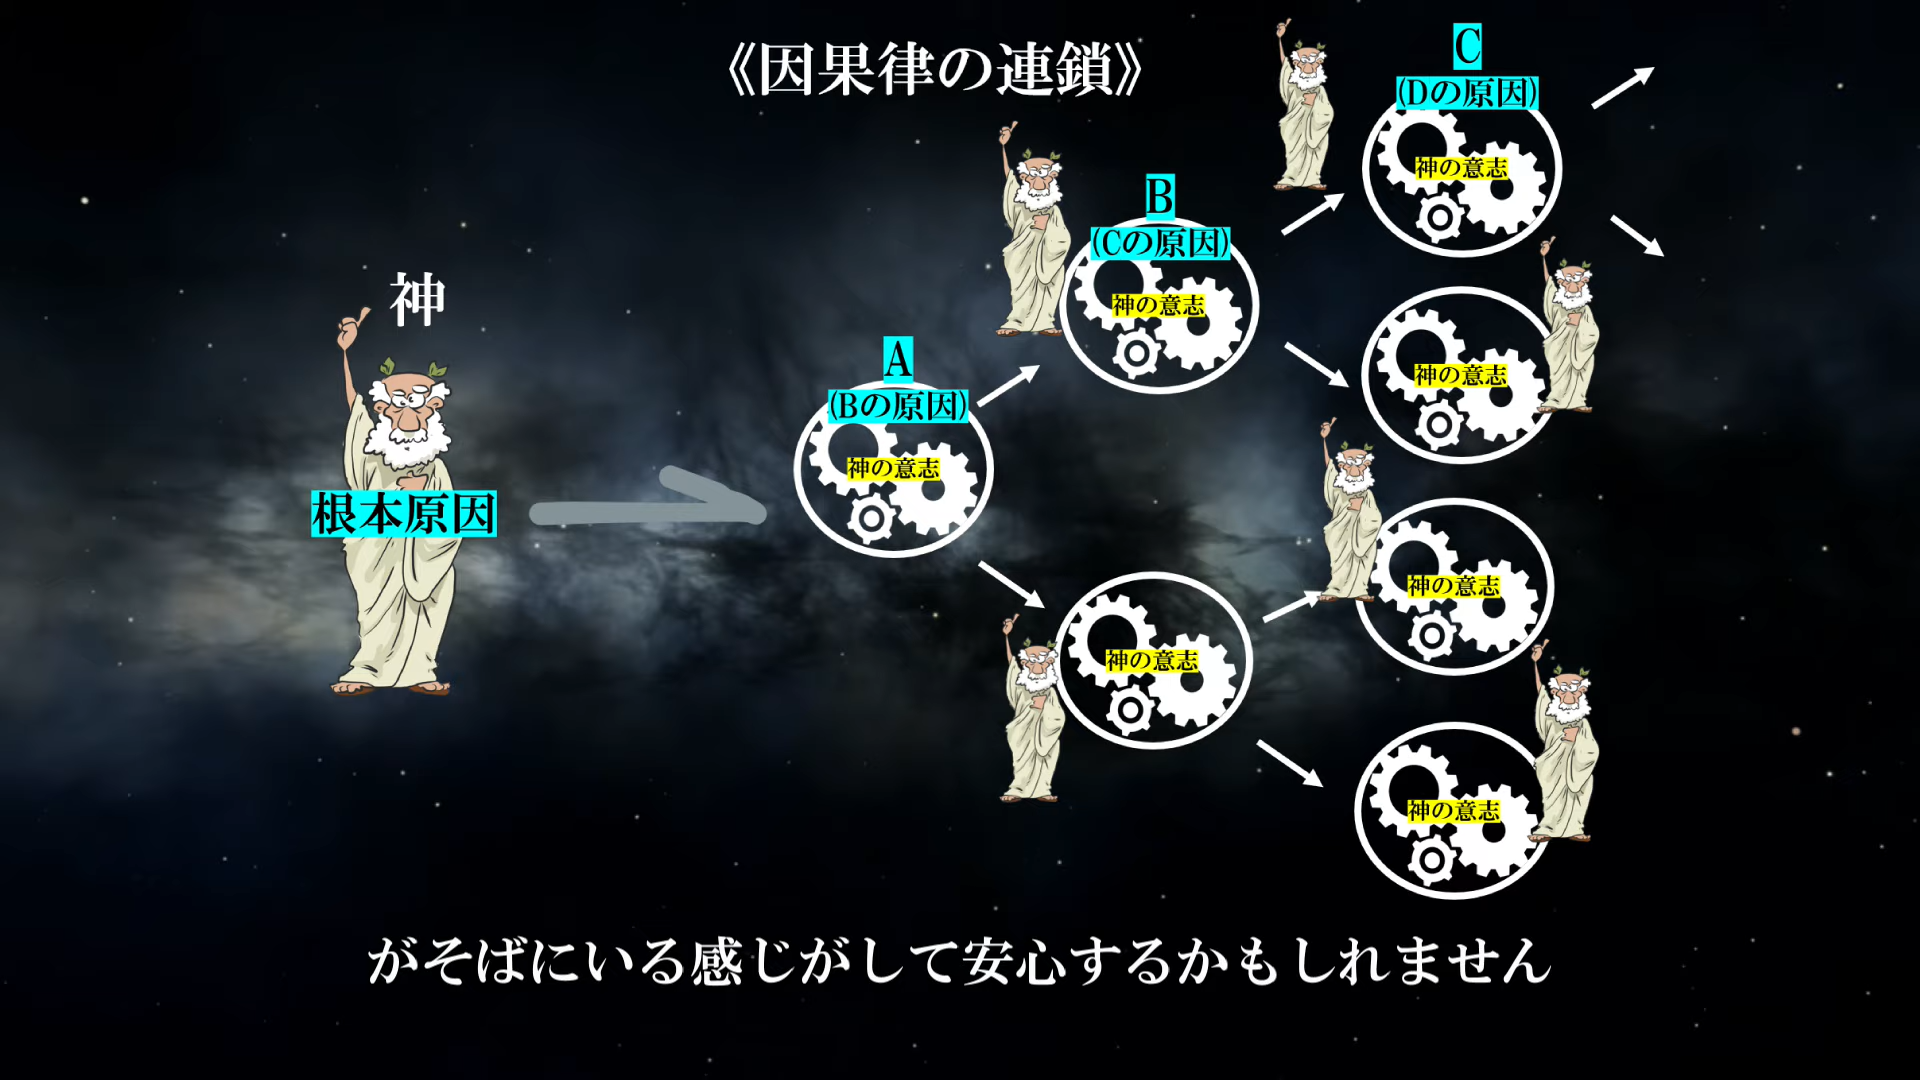 《因果律の連鎖》
神
根本原因
A
(Bの原因)
神の意志
B
(Cの原因)
神の意志
神の意志
C
(Dの原因)
神の意志
神の意志
神の意志
神の意志
がそばにいる感じがして安心するかもしれません